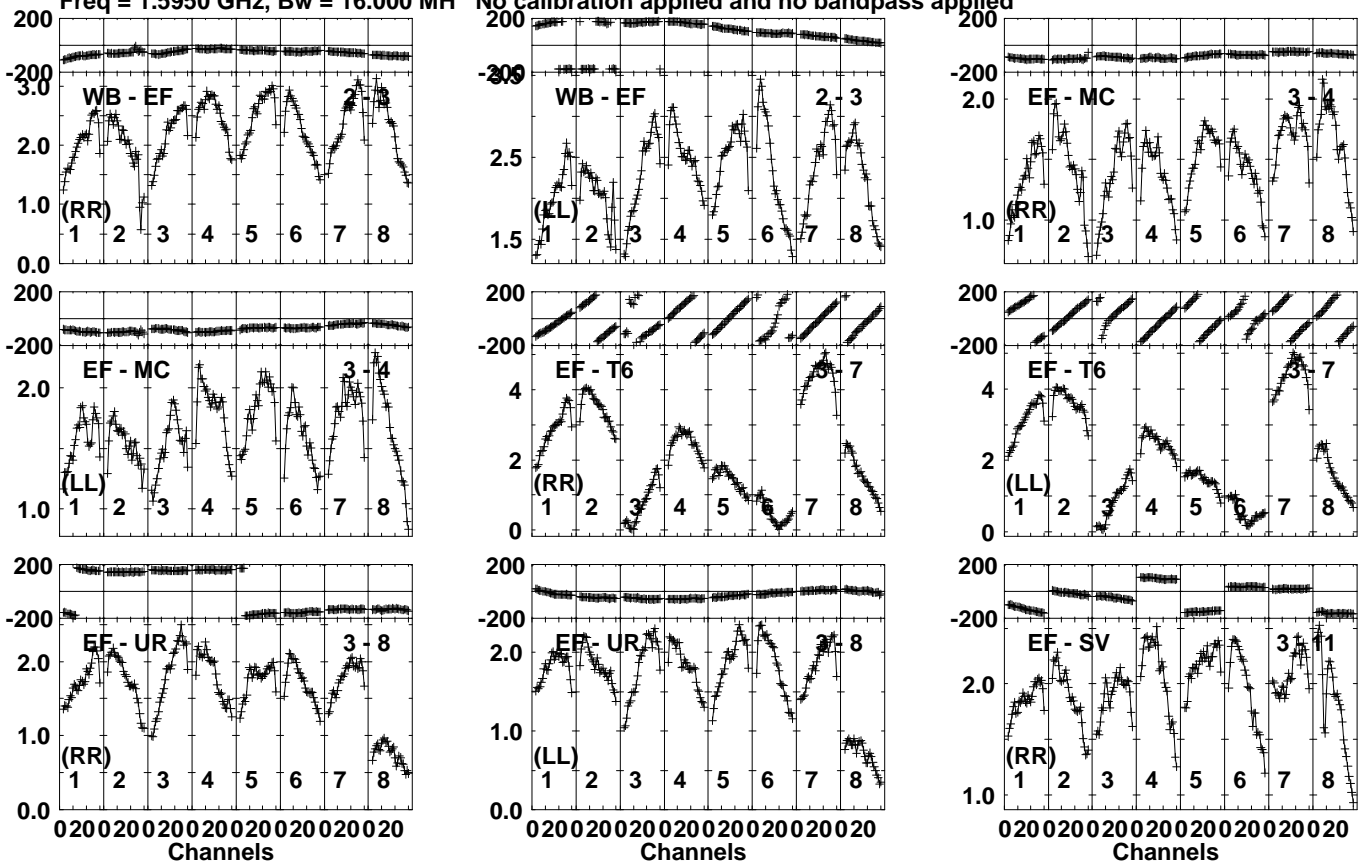 Freq = 1.5950 GHz, Bw = 16.000 MH No calibration applied and no bandpass applied
200 200 200
-200 -200 -200
3.0 3.5 2.0
WB - EF 2 - 3 WB - EF 2 - 3 EF - MC 3 - 4
2.0 2.5
1.0 1.5 1.0
(RR) (LL) (RR)
1 2 3 4 5 6 7 8 1 2 3 4 5 6 7 8 1 2 3 4 5 6 7 8
0.0
200 200 200
-200 -200 -200
EF - MC 3 - 4 EF - T6 3 - 7 EF - T6 3 - 7
2.0 4 4
2 2
(LL) (RR) (LL)
1.0 1 2 3 4 5 6 7 8 1 2 3 4 5 6 7 8 1 2 3 4 5 6 7 8
0 0
200 200 200
-200 -200 -200
EF - UR 3 - 8 EF - UR 3 - 8 EF - SV 3 - 11
2.0 2.0 2.0
1.0 1.0
(RR) (LL) (RR)
1 2 3 4 5 6 7 8 1 2 3 4 5 6 7 8 1 2 3 4 5 6 7 8
0.0 0.0 1.0
0 20 0 20 0 20 0 20 0 20 0 20 0 20 0 20 0 20 0 20 0 20 0 20 0 20 0 20 0 20 0 20 0 20 0 20 0 20 0 20 0 20 0 20 0 20 0 20
Channels Channels Channels